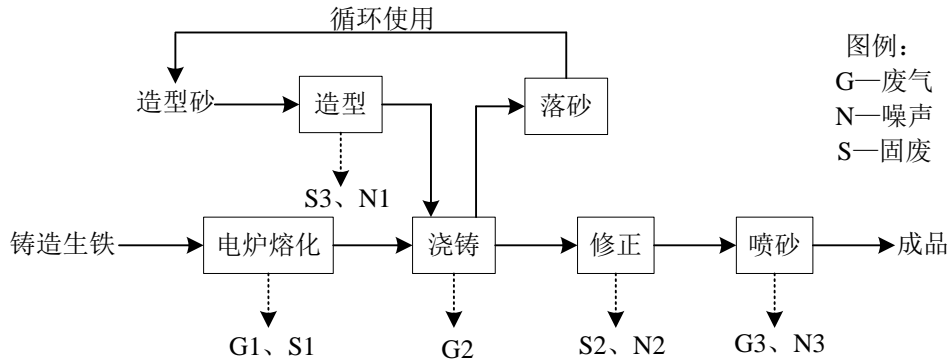 循环使用
图例：
G—废气
N—噪声
S—固废
造型砂
造型
落砂
S3、N1
铸造生铁
电炉熔化
浇铸
修正
喷砂
成品
G1、S1
G2
S2、N2
G3、N3